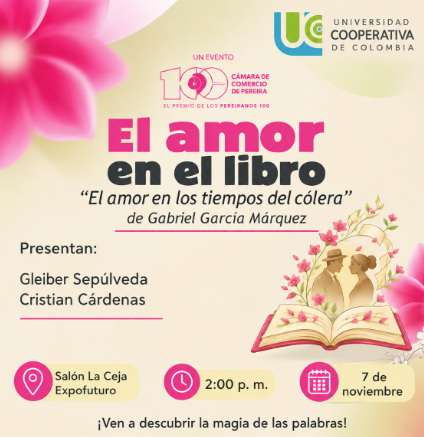 UNIVERSIDAD
COOPERATIVA
DE COLOMBIA
UN EVENTO
100
CÁMARA DE
COMERCIO
DE PEREIRA
EL PREMIO DE LOS PEREIRANOS 100
El amor
en el libro
“El amor en los tiempos del cólera”
de Gabriel García Márquez
Presentan:
Gleiber Sepúlveda
Cristian Cárdenas
Salón La Ceja
Expofuturo
2:00 p. m.
7 de
noviembre
¡Ven a descubrir la magia de las palabras!